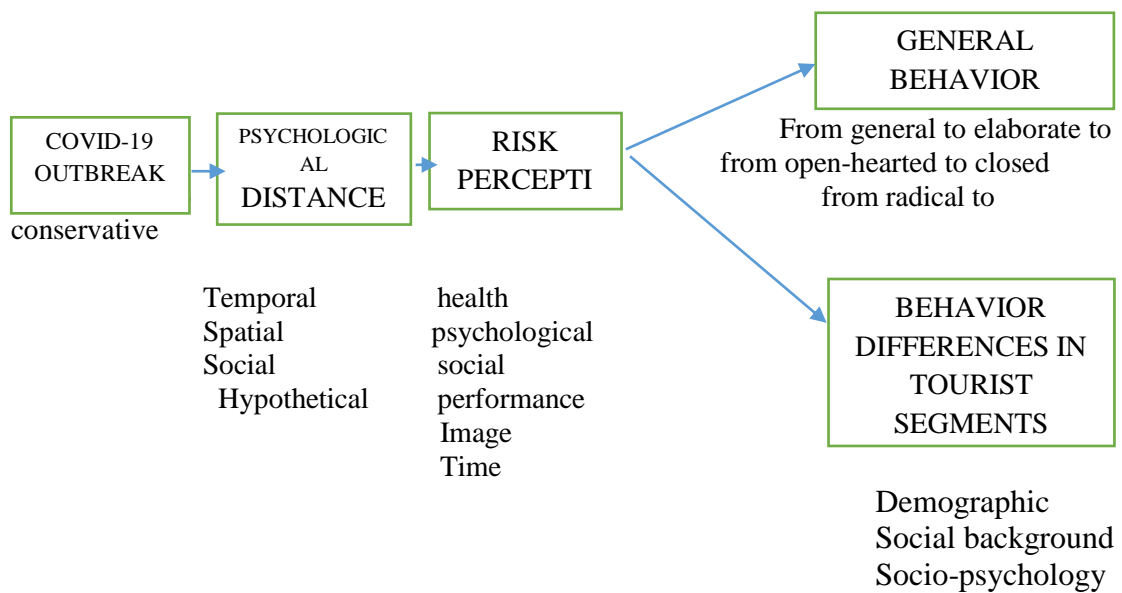 COVID-19
OUTBREAK
conservative
PSYCHOLOGIC
AL
DISTANCE
Temporal
Spatial
Social
Hypothetical
RISK
PERCEPTI
health
psychological
social
performance
Image
Time
GENERAL
BEHAVIOR
From general to elaborate to
from open-hearted to closed
from radical to
BEHAVIOR
DIFFERENCES IN
TOURIST
SEGMENTS
Demographic
Social background
Socio-psychology